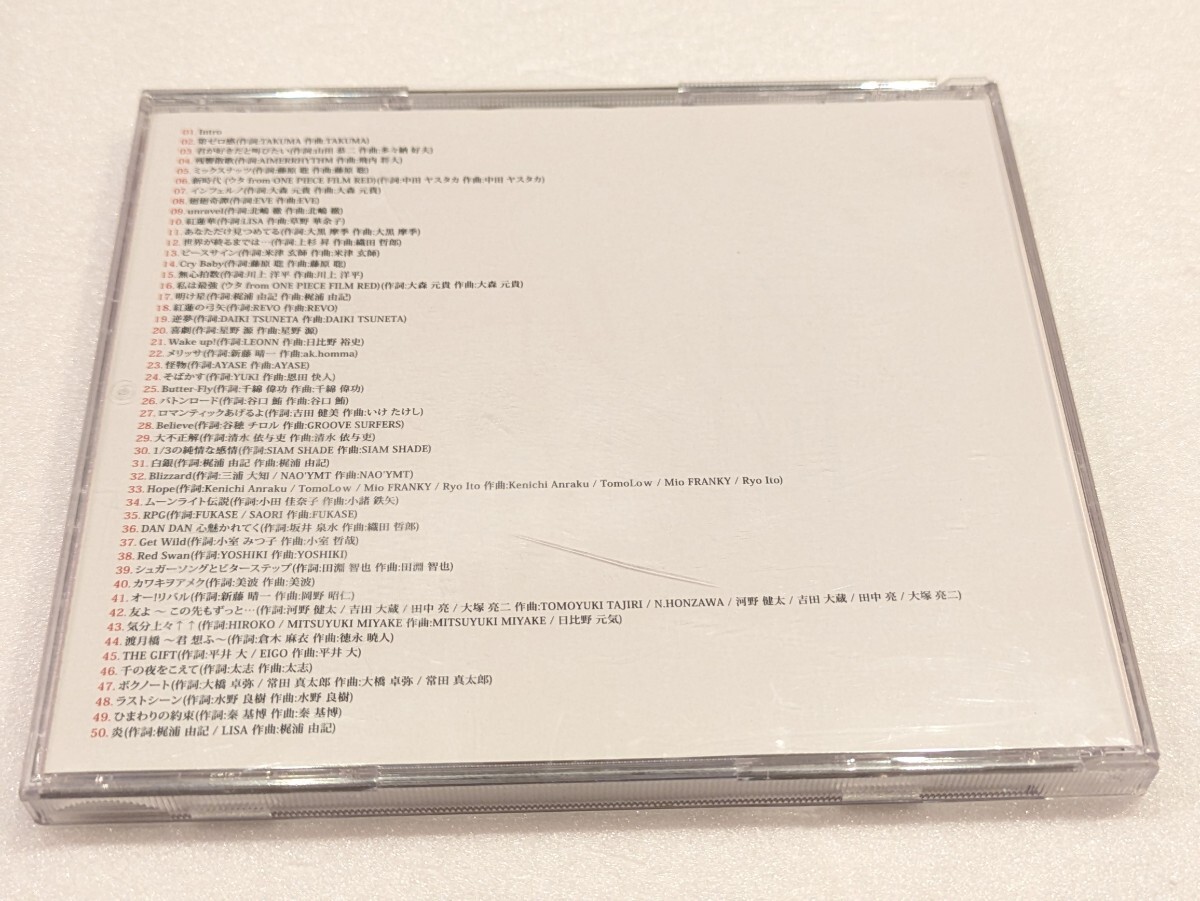 01. Intro
02. 第ゼロ感(作詞:TAKUMA 作曲:TAKUMA)
03. 君が好きだと叫びたい(作詞:山田 恭二 作曲:多々納 好夫)
04. 残響散歌(作詞:AIMERRHYTHM 作曲:飛内 将大)
05. ミックスナッツ(作詞:藤原 聡 作曲:藤原 聡)
06. 新時代 (ウタ from ONE PIECE FILM RED)(作詞:中田 ヤスタカ 作曲:中田 ヤスタカ)
07. インフェルノ(作詞:大森 元貴 作曲:大森 元貴)
08. 廻廻奇譚(作詞:EVE 作曲:EVE)
09. unravel(作詞:北嶋 徹 作曲:北嶋 徹)
10. 紅蓮華(作詞:LISA 作曲:草野 華余子)
11. あなただけ見つめてる(作詞:大黒 摩季 作曲:大黒 摩季)
12. 世界が終るまでは…(作詞:上杉 昇 作曲:織田 哲郎)
13. ピースサイン(作詞:米津 玄師 作曲:米津 玄師)
14. Cry Baby(作詞:藤原 聡 作曲:藤原 聡)
15. 無心拍数(作詞:川上 洋平 作曲:川上 洋平)
16. 私は最強 (ウタ from ONE PIECE FILM RED)(作詞:大森 元貴 作曲:大森 元貴)
17. 明け星(作詞:梶浦 由記 作曲:梶浦 由記)
18. 紅蓮の弓矢(作詞:REVO 作曲:REVO)
19. 逆夢(作詞:DAIKI TSUNETA 作曲:DAIKI TSUNETA)
20. 喜劇(作詞:星野 源 作曲:星野 源)
21. Wake up!(作詞:LEONN 作曲:日比野 裕史)
22. メリッサ(作詞:新藤 晴一 作曲:ak.homma)
23. 怪物(作詞:AYASE 作曲:AYASE)
24. そばかす(作詞:YUKI 作曲:恩田 快人)
25. Butter-Fly(作詞:千綿 偉功 作曲:千綿 偉功)
26. バトンロード(作詞:谷口 鮪 作曲:谷口 鮪)
27. ロマンティックあげるよ(作詞:吉田 健美 作曲:いけ たけし)
28. Believe(作詞:谷穂 チロル 作曲:GROOVE SURFERS)
29. 大不正解(作詞:清水 依与吏 作曲:清水 依与吏)
30. 1/3の純情な感情(作詞:SIAM SHADE 作曲:SIAM SHADE)
31. 白銀(作詞:梶浦 由記 作曲:梶浦 由記)
32. Blizzard(作詞:三浦 大知 / NAO'YMT 作曲:NAO'YMT)
33. Hope(作詞:Kenichi Anraku / TomoLow / Mio FRANKY / Ryo Ito 作曲:Kenichi Anraku / TomoLow / Mio FRANKY / Ryo Ito)
34. ムーンライト伝説(作詞:小田 佳奈子 作曲:小諸 鉄矢)
35. RPG(作詞:FUKASE / SAORI 作曲:FUKASE)
36. DAN DAN 心魅かれてく(作詞:坂井 泉水 作曲:織田 哲郎)
37. Get Wild(作詞:小室 みつ子 作曲:小室 哲哉)
38. Red Swan(作詞:YOSHIKI 作曲:YOSHIKI)
39. シュガーソングとビターステップ(作詞:田淵 智也 作曲:田淵 智也)
40. カワキヲアメク(作詞:美波 作曲:美波)
41. オー!リバル(作詞:新藤 晴一 作曲:岡野 昭仁)
42. 友よ ～ この先もずっと…(作詞:河野 健太 / 吉田 大蔵 / 田中 亮 / 大塚 亮二 作曲:TOMOYUKI TAJIRI / N.HONZAWA / 河野 健太 / 吉田 大蔵 / 田中 亮 / 大塚 亮二)
43. 気分上々↑↑(作詞:HIROKO / MITSUYUKI MIYAKE 作曲:MITSUYUKI MIYAKE / 日比野 元気)
44. 渡月橋 ～君 想ふ～(作詞:倉木 麻衣 作曲:徳永 暁人)
45. THE GIFT(作詞:平井 大 / EIGO 作曲:平井 大)
46. 千の夜をこえて(作詞:太志 作曲:太志)
47. ボクノート(作詞:大橋 卓弥 / 常田 真太郎 作曲:大橋 卓弥 / 常田 真太郎)
48. ラストシーン(作詞:水野 良樹 作曲:水野 良樹)
49. ひまわりの約束(作詞:秦 基博 作曲:秦 基博)
50. 炎(作詞:梶浦 由記 / LISA 作曲:梶浦 由記)